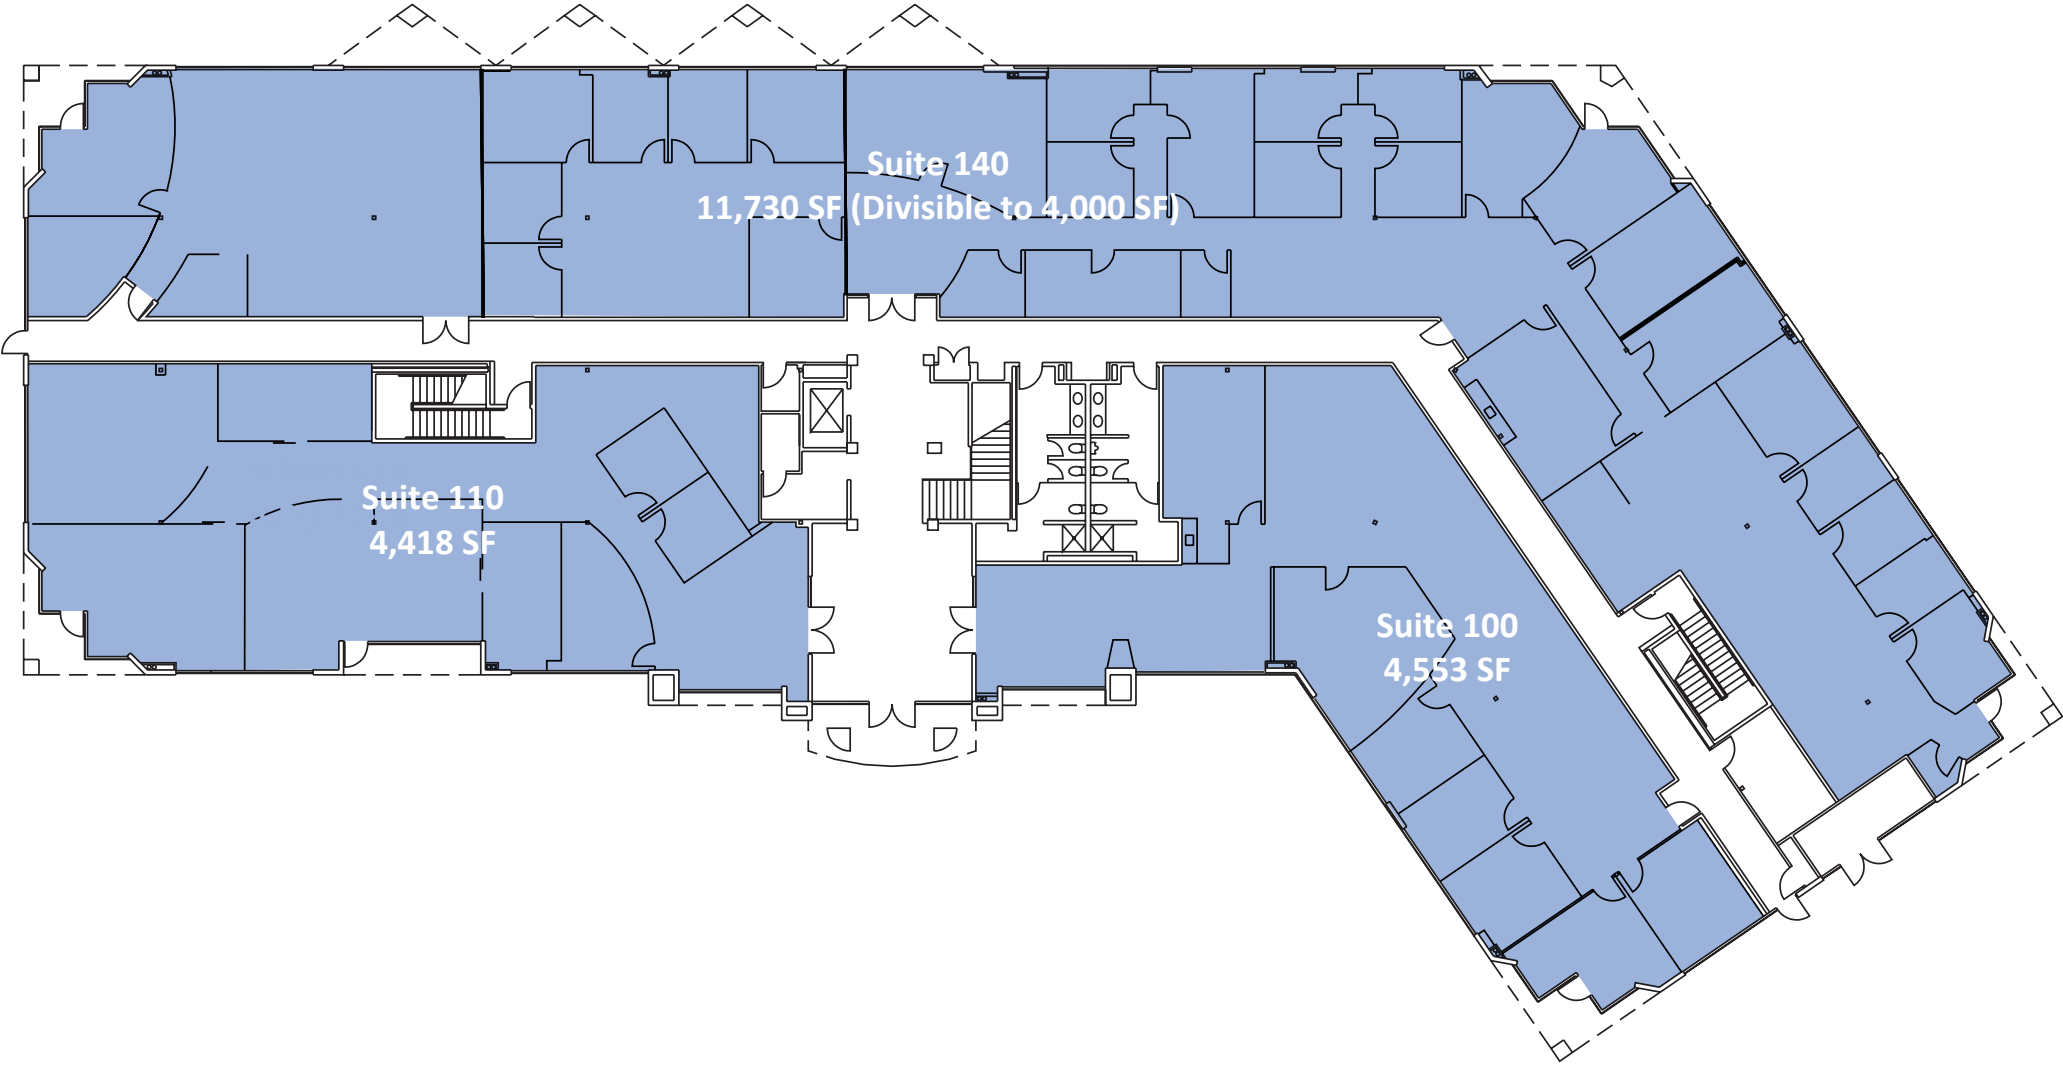 Suite 140
11,730 SF (Divisible to 4,000 SF)
Suite 110
4,418 SF
Suite 100
4,553 SF